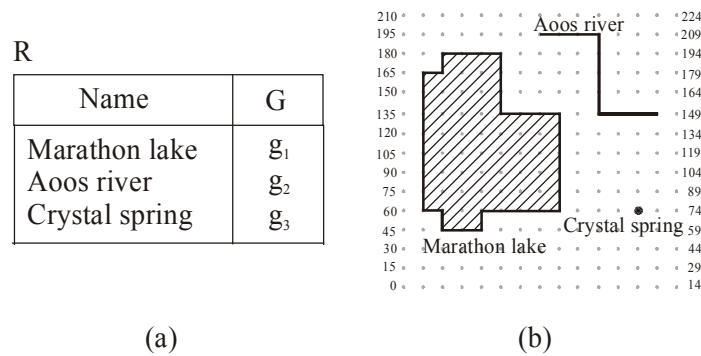 R
Name G
Marathon lake g₁
Aoos river g₂
Crystal spring g₃
(a)
210 224
Aoos river
195 209
180 194
165 179
150 164
135 149
120 134
105 119
90 104
75 89
60 74
Crystal spring
45 59
Marathon lake
30 44
15 29
0 14
(b)